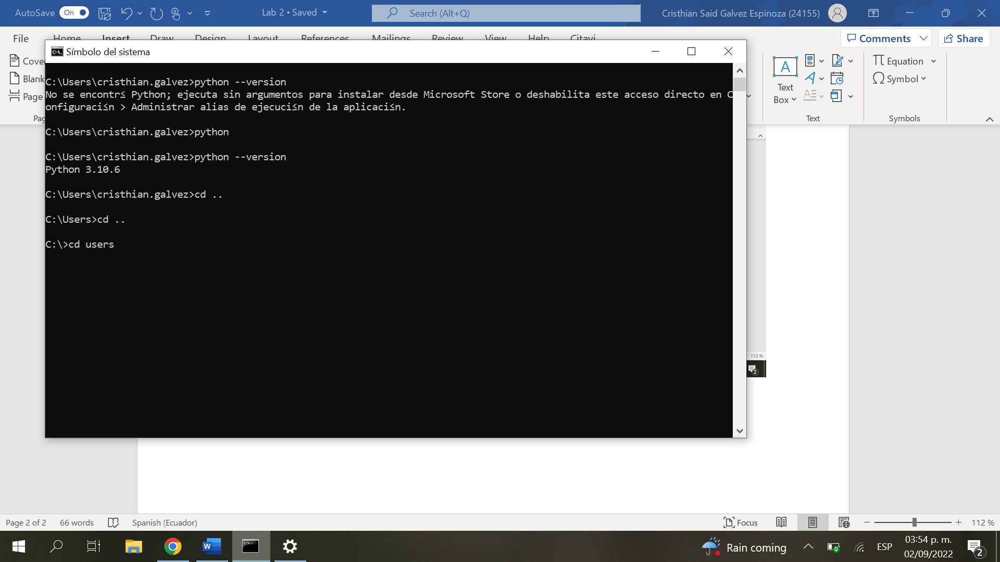 AutoSave On Lab 2 • Saved Search (Alt+Q) Cristhian Said Galvez Espinoza (24155)
File Home Insert Draw Design Layout References Mailings Review View Help Citavi Comments Share
Símbolo del sistema
Cover
Blank
Page
Text
Box
Equation
Symbol
Text
Symbols
C:\Users\cristhian.galvez>python --version
No se encontr≤ Python; ejecuta sin argumentos para instalar desde Microsoft Store o deshabilita este acceso directo en C
onfiguraci≤n > Administrar alias de ejecuci≤n de la aplicaci≤n.
C:\Users\cristhian.galvez>python
C:\Users\cristhian.galvez>python --version
Python 3.10.6
C:\Users\cristhian.galvez>cd ..
C:\Users>cd ..
C:\>cd users
112 %
2
Page 2 of 2 66 words Spanish (Ecuador) Focus 112 %
Rain coming ESP 03:54 p. m.
02/09/2022
2